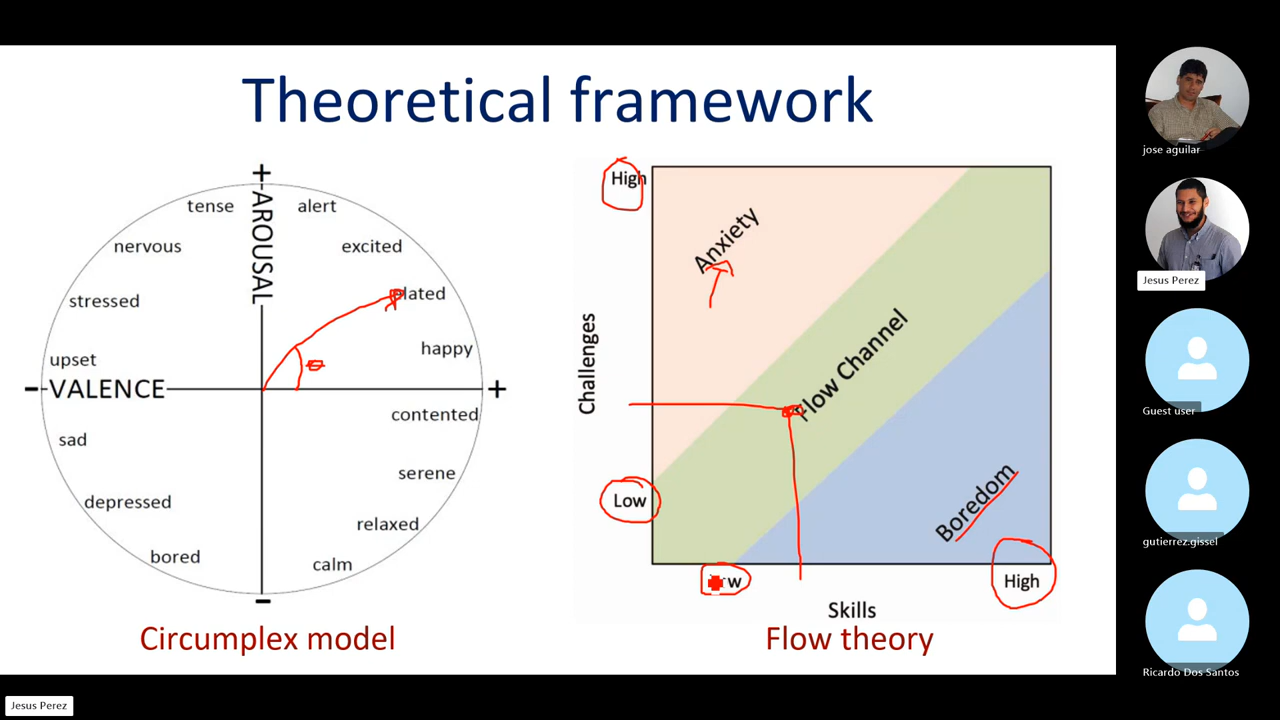 Theoretical framework
+
AROUSAL
tense
alert
nervous
excited
stressed
elated
upset
happy
- VALENCE
+
contented
sad
serene
depressed
relaxed
bored
calm
-
Circumplex model
High
Anxiety
Challenges
Flow Channel
Low
Boredom
High
Skills
Flow theory
jose aguilar
Jesus Perez
Guest user
gutierrez.gissel
Ricardo Dos Santos
Jesus Perez